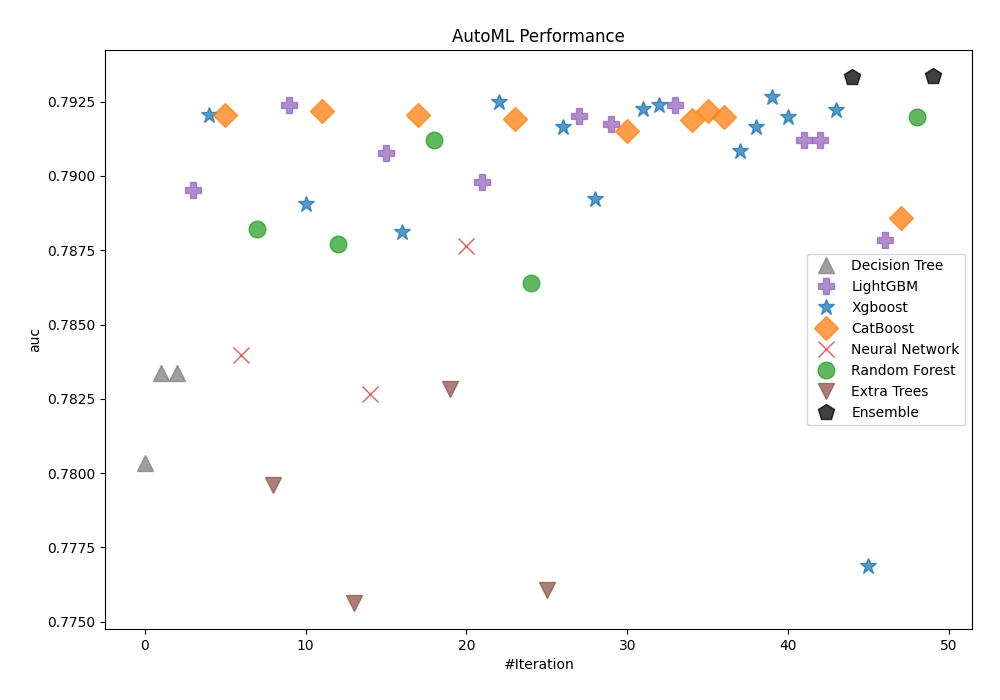 AutoML Performance
auc
0.7925
0.7900
0.7875
0.7850
0.7825
0.7800
0.7775
0.7750
Decision Tree
LightGBM
Xgboost
CatBoost
Neural Network
Random Forest
Extra Trees
Ensemble
0 10 20 30 40 50
#Iteration